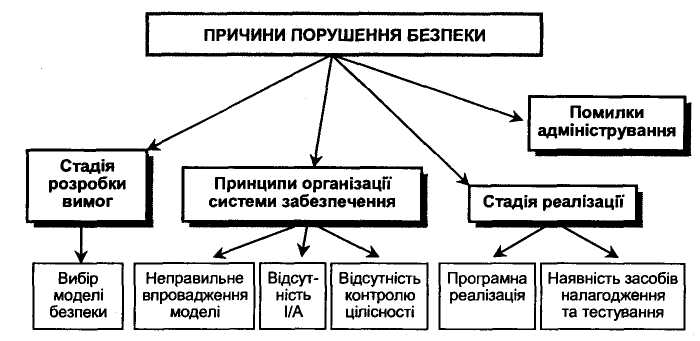 ПРИЧИНИ ПОРУШЕННЯ БЕЗПЕКИ
Помилки
адміністрування
Стадія
розробки
вимог
Принципи організації
системи забезпечення
Стадія реалізації
Вибір
моделі
безпеки
Неправильне
впровадження
моделі
Відсут-
ність
І/А
Відсутність
контролю
цілісності
Програмна
реалізація
Наявність засобів
налагодження
та тестування